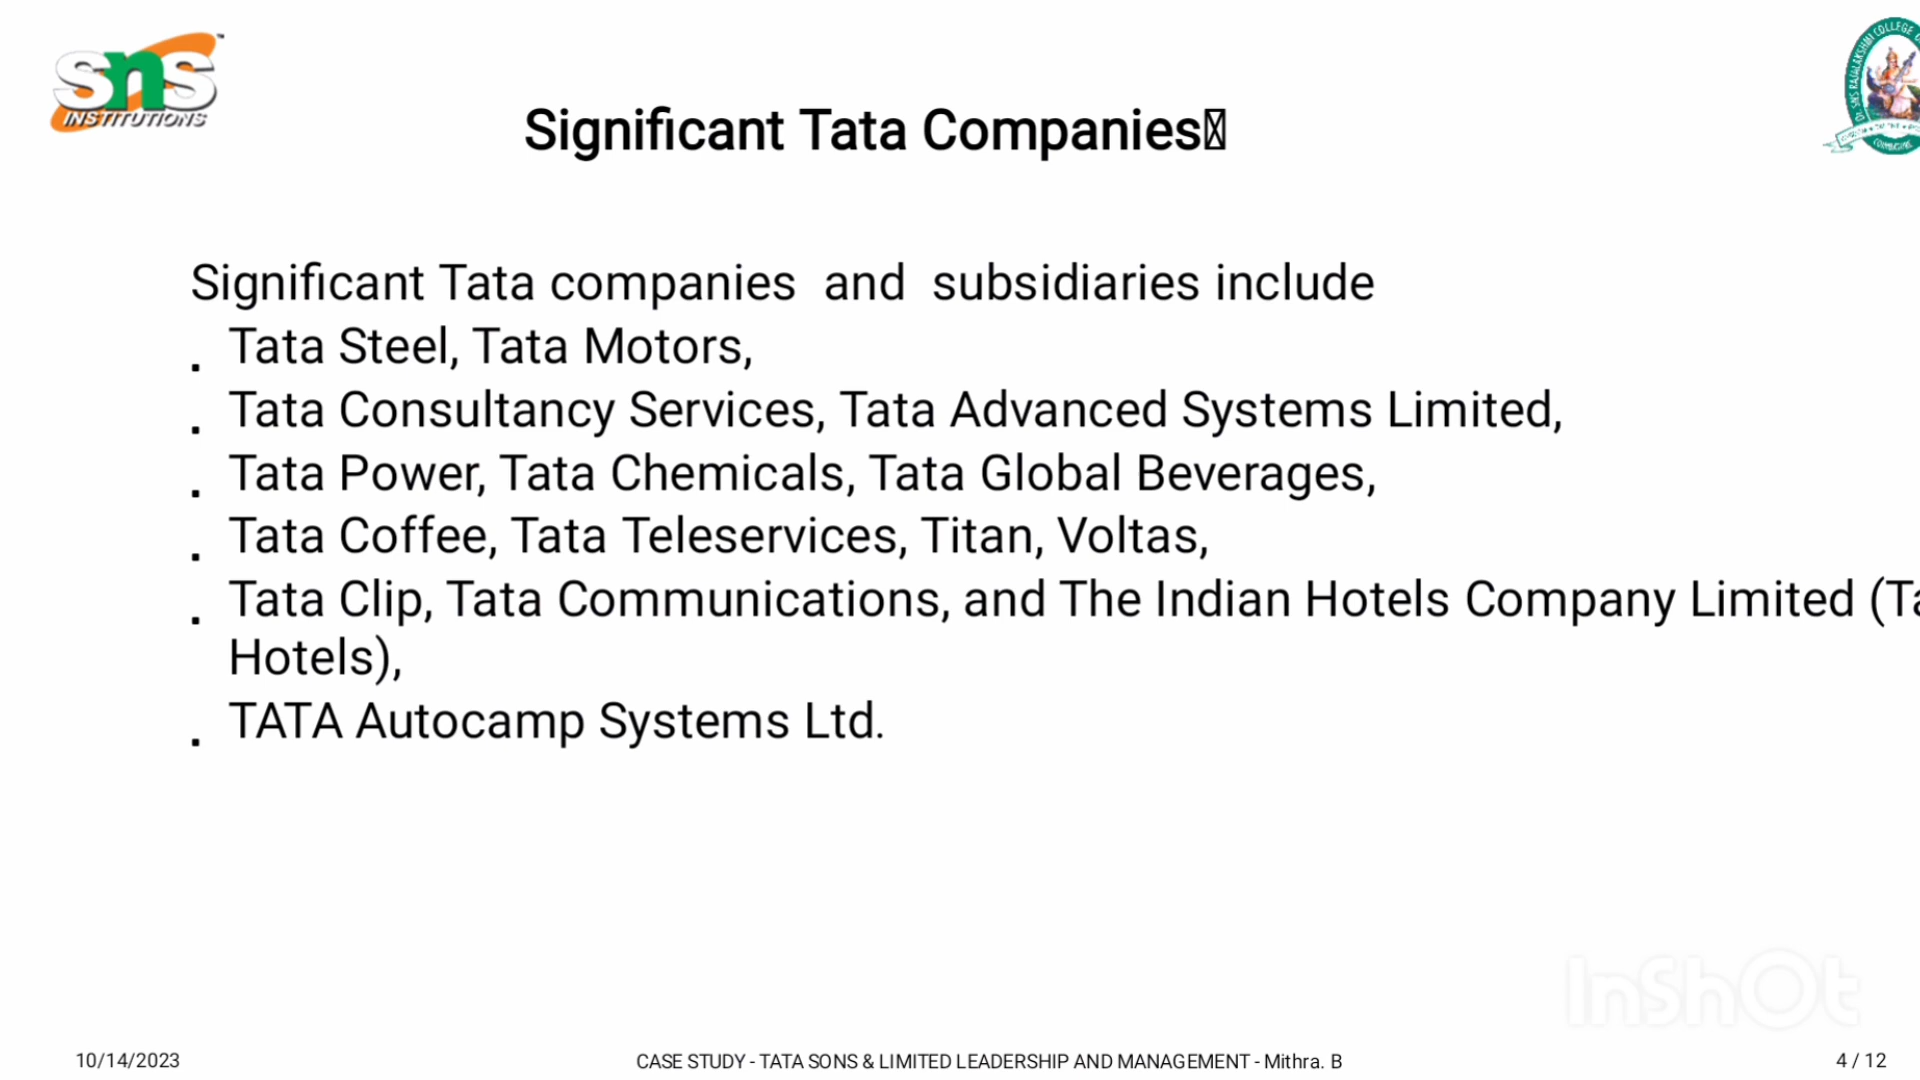 sns
INSTITUTIONS
Significant Tata Companies
Significant Tata companies and subsidiaries include
Tata Steel, Tata Motors,
Tata Consultancy Services, Tata Advanced Systems Limited,
Tata Power, Tata Chemicals, Tata Global Beverages,
Tata Coffee, Tata Teleservices, Titan, Voltas,
Tata Clip, Tata Communications, and The Indian Hotels Company Limited (Ta
Hotels),
TATA Autocamp Systems Ltd.
InShOt
10/14/2023
CASE STUDY - TATA SONS & LIMITED LEADERSHIP AND MANAGEMENT - Mithra. B
4 / 12